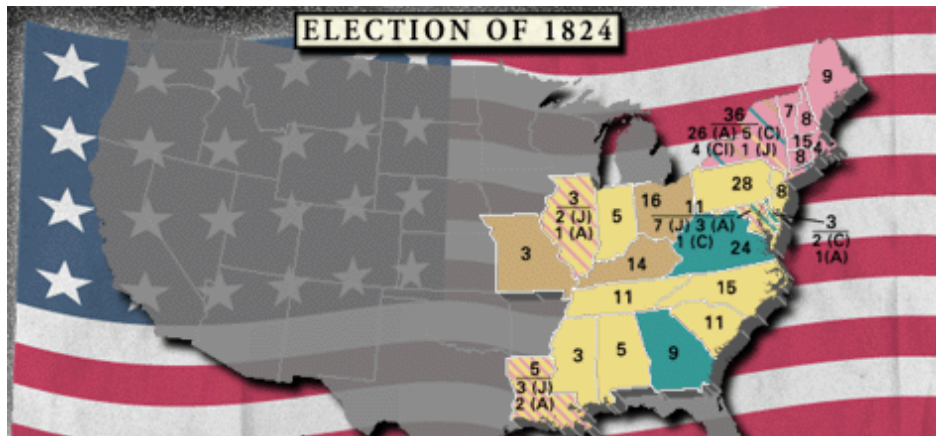 ELECTION OF 1824
9
7
8
36
26 (A) 5 (C)
4 (Cl) 1 (J)
15
4
8
28
8
3
2 (J)
1 (A)
5
16
11
7 (J) 3 (A)
1 (C)
3
2 (C)
1(A)
24
3
14
11
15
11
3
5
9
5
3 (J)
2 (A)